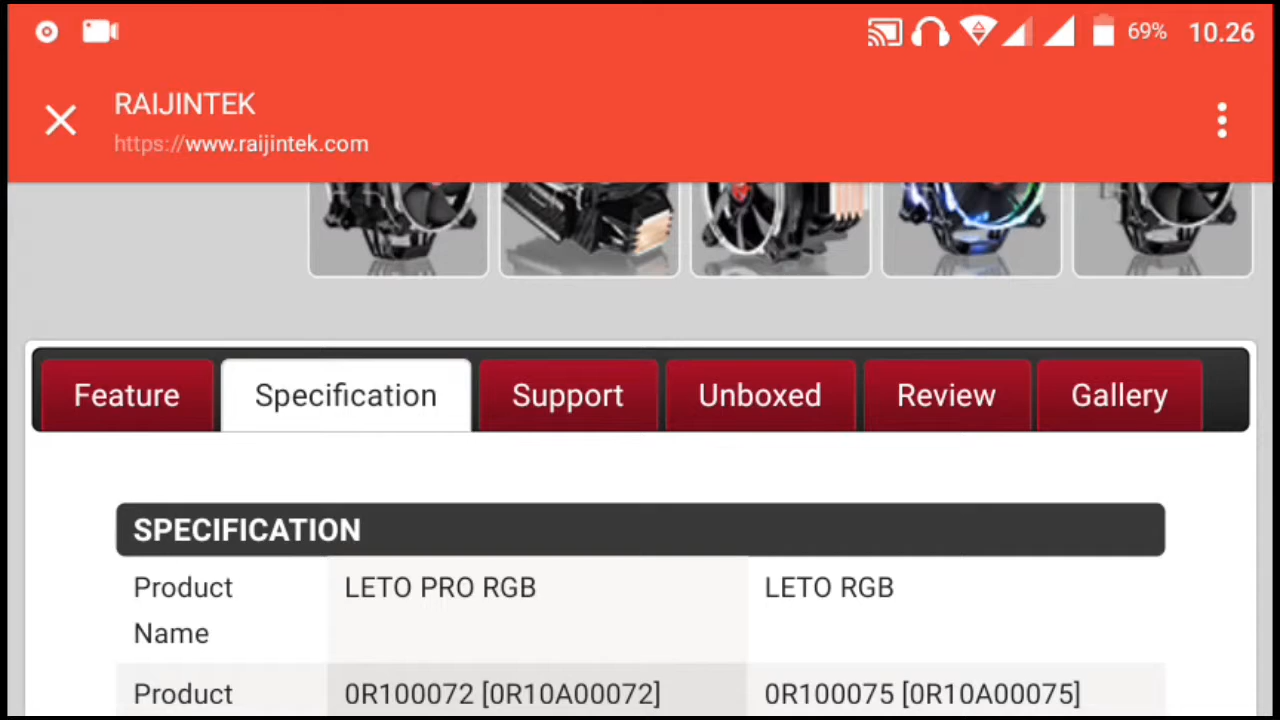 69% 10.26
RAIJINTEK
https://www.raijintek.com
Feature Specification Support Unboxed Review Gallery
SPECIFICATION
Product Name LETO PRO RGB LETO RGB
Product 0R100072 [0R10A00072] 0R100075 [0R10A00075]